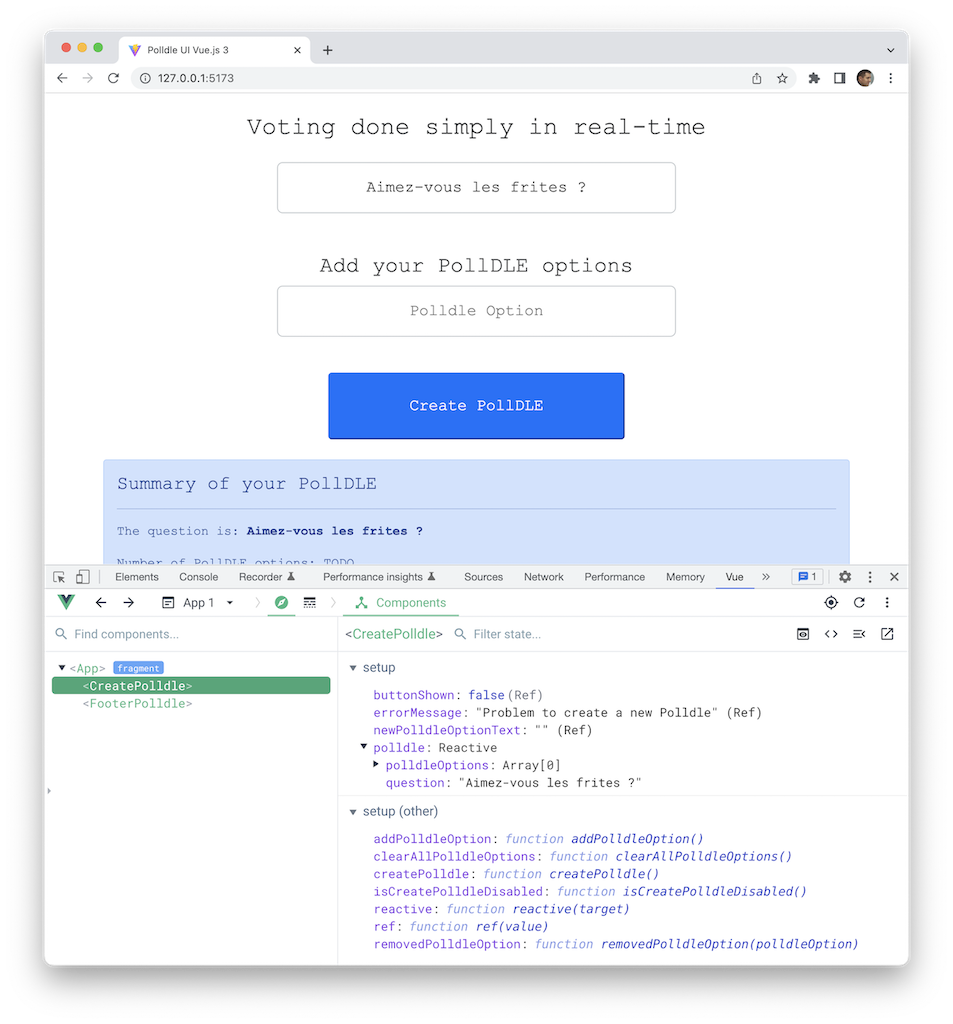 Polldle UI Vue.js 3
127.0.0.1:5173
Voting done simply in real-time
Aimez-vous les frites ?
Add your PollDLE options
Polldle Option
Create PollDLE
Summary of your PollDLE
The question is: Aimez-vous les frites ?
Number of PollDLE options: TODO
Elements Console Recorder Performance insights Sources Network Performance Memory Vue 1
App 1 Components
Find components...
<CreatePolldle> Filter state...
<App> fragment
<CreatePolldle>
<FooterPolldle>
setup
buttonShown: false (Ref)
errorMessage: "Problem to create a new Polldle" (Ref)
newPolldleOptionText: "" (Ref)
polldle: Reactive
polldleOptions: Array[0]
question: "Aimez-vous les frites ?"
setup (other)
addPolldleOption: function addPolldleOption()
clearAllPolldleOptions: function clearAllPolldleOptions()
createPolldle: function createPolldle()
isCreatePolldleDisabled: function isCreatePolldleDisabled()
reactive: function reactive(target)
ref: function ref(value)
removedPolldleOption: function removedPolldleOption(polldleOption)